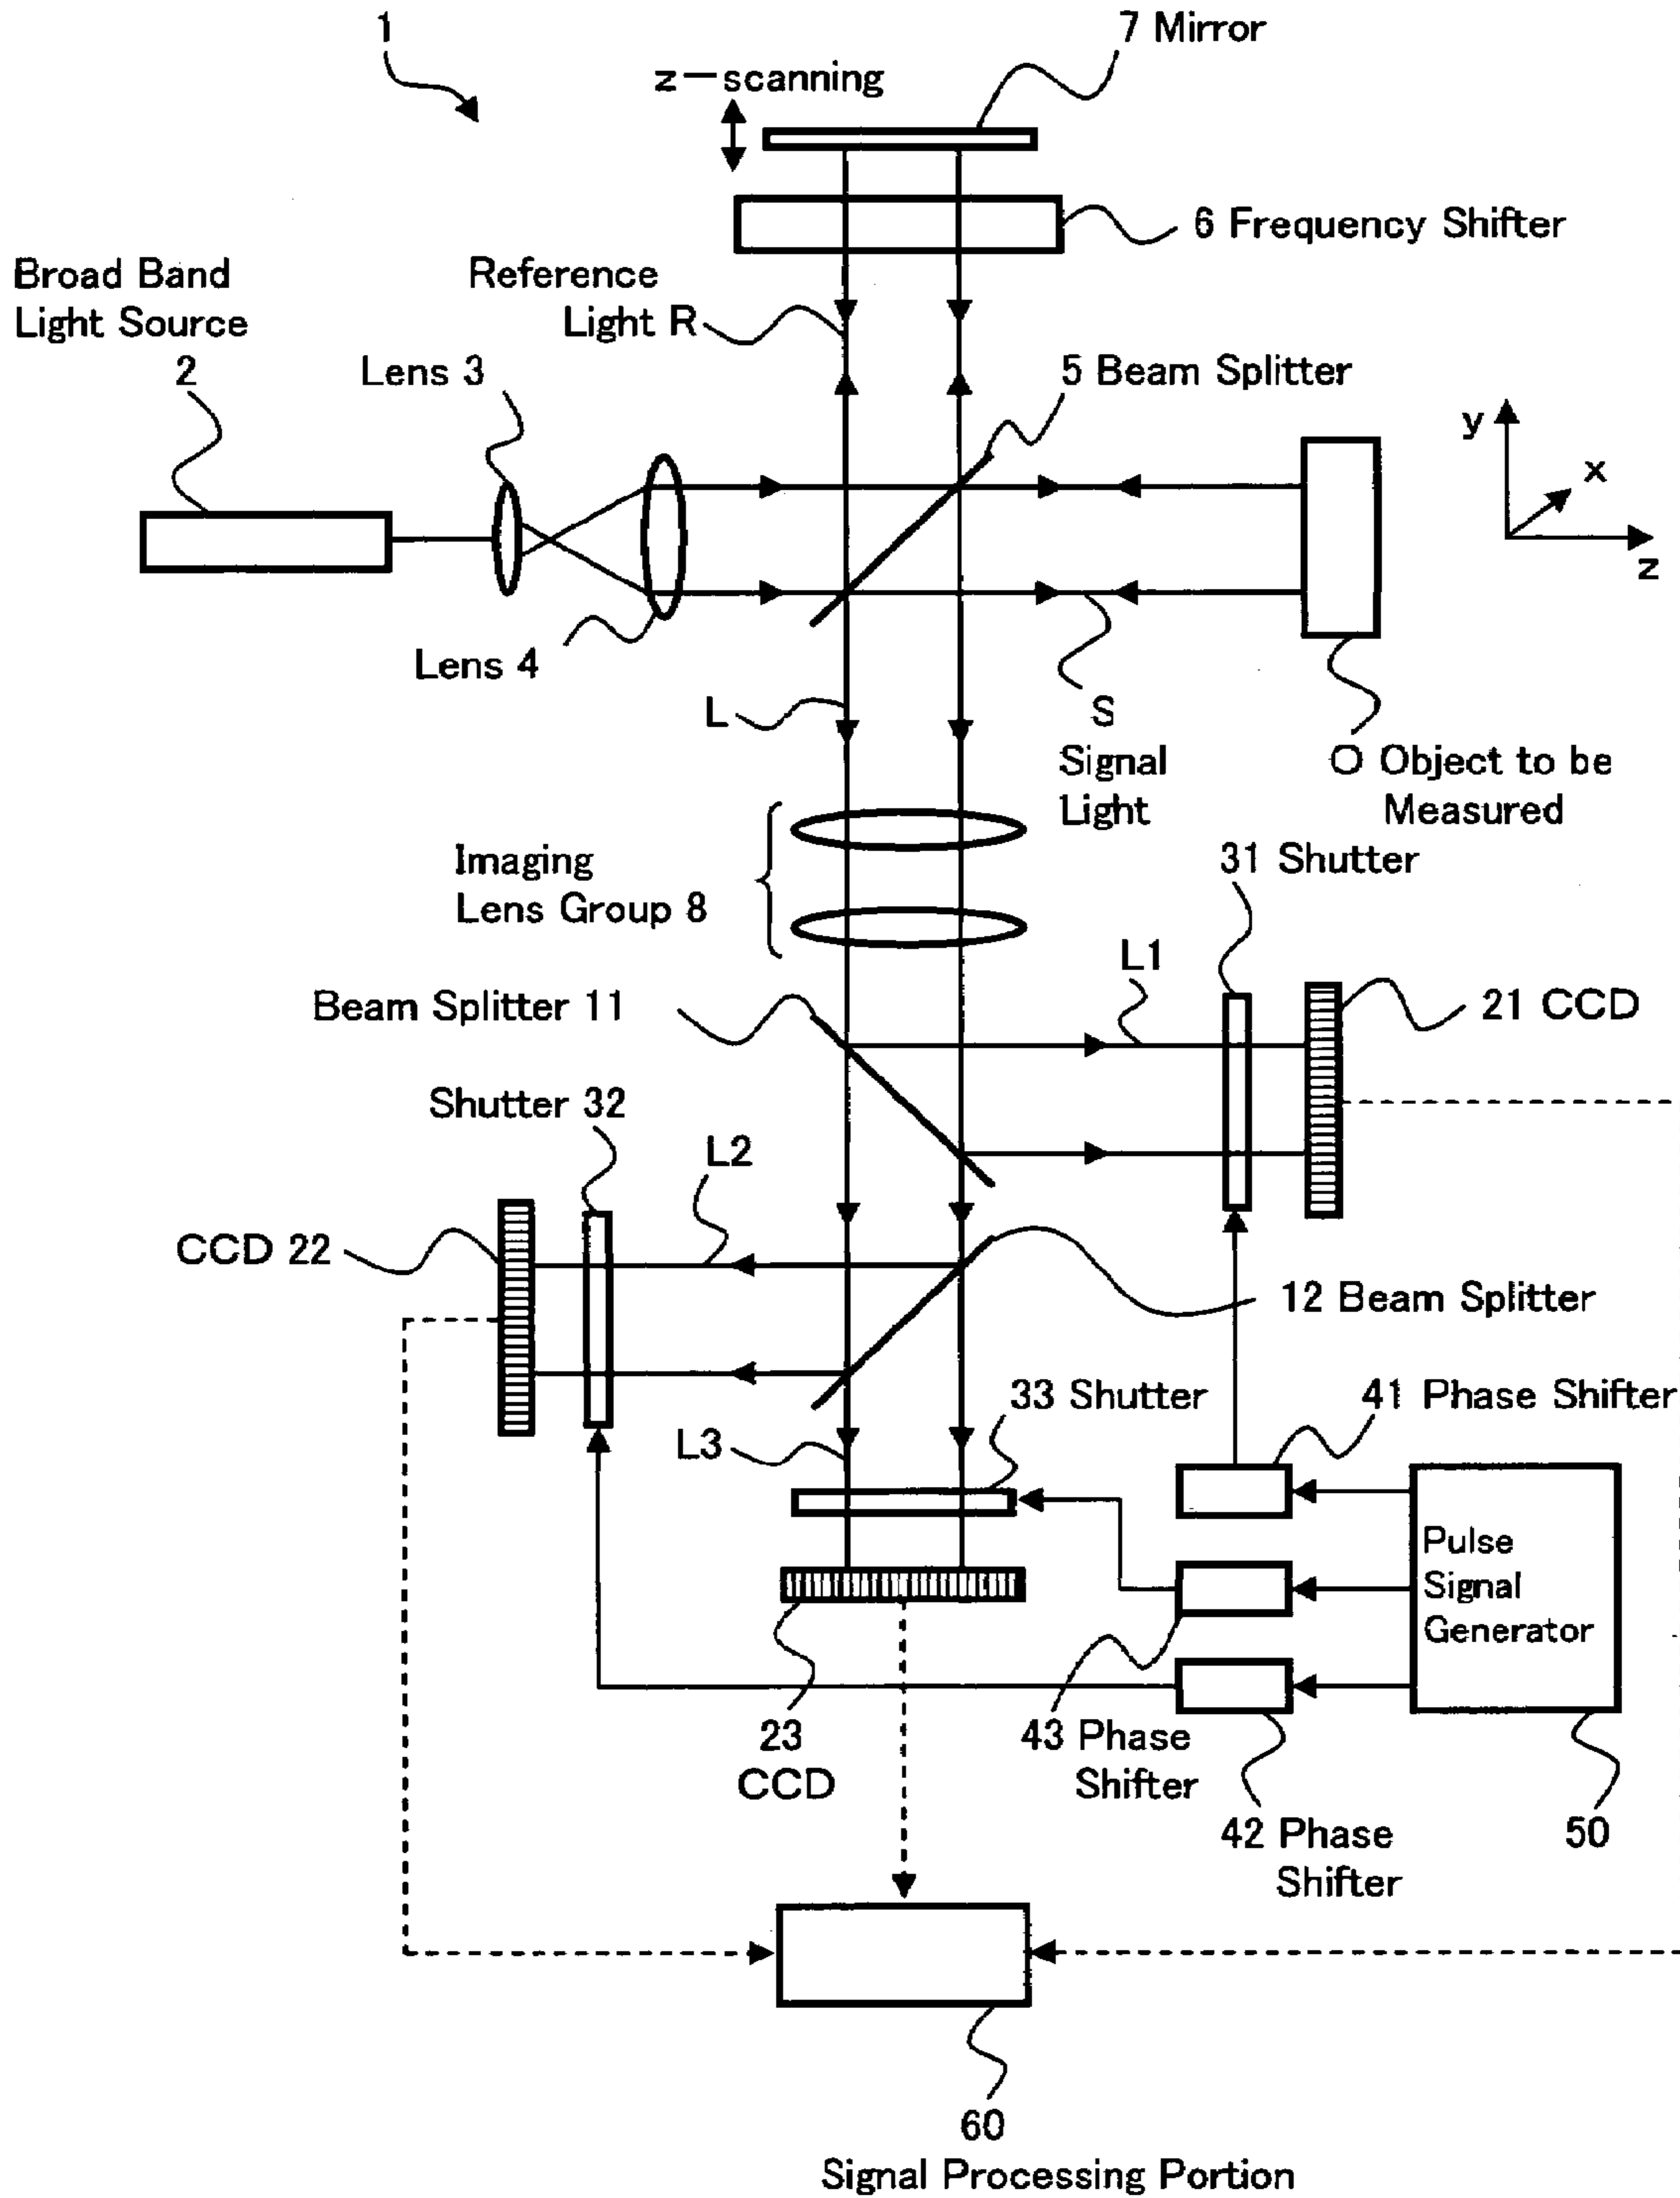 1
7 Mirror
z－scanning
6 Frequency Shifter
Broad Band
Light Source
2
Reference
Light R
Lens 3
5 Beam Splitter
y
x
z
Lens 4
L
S
Signal
Light
O Object to be
Measured
Imaging
Lens Group 8
31 Shutter
L1
Beam Splitter 11
21 CCD
Shutter 32
L2
CCD 22
12 Beam Splitter
33 Shutter
41 Phase Shifter
L3
Pulse
Signal
Generator
23
CCD
43 Phase
Shifter
42 Phase
Shifter
50
60
Signal Processing Portion